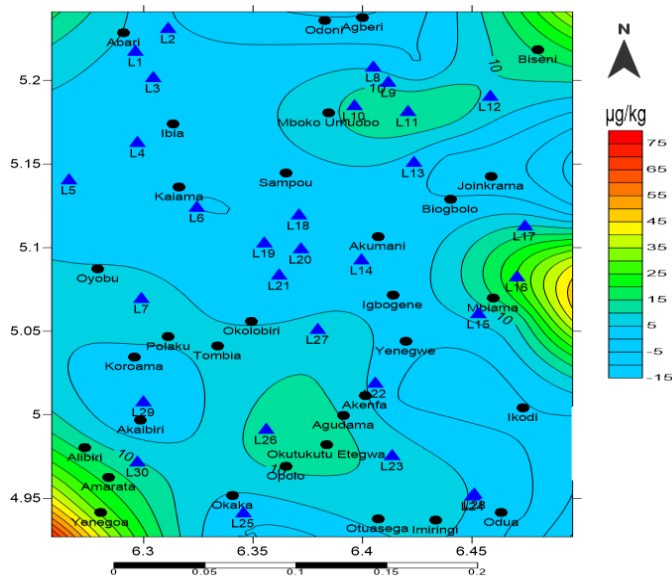 Odoni
Agberi
N
Abari
L2
L1
10
Biseni
5.2
L3
L8
L9
10
µg/kg
L10
L11
L12
Mboko Umuobo
75
Ibia
L4
65
5.15
L5
L13
55
Sampou
Joinkrama
Kaiama
45
L6
Biogbolo
L18
35
L17
5.1
L19
L20
Akumani
25
L14
Oyobu
L21
L16
15
L7
Igbogene
Mbiama
5
5.05
Okolobiri
L15
10
-5
Polaku
L27
Tombia
Yenegwe
-15
Koroama
L22
Akenfa
5
L29
Ikodi
Akaibiri
Agudama
L26
Alibiri
10
Okutukutu Etegwa
L23
L30
10
Opolo
Amarata
4.95
Okaka
L28
Yenegoa
L25
Otuasega
Imiringi
Odua
6.3
6.35
6.4
6.45
0
0.05
0.1
0.15
0.2